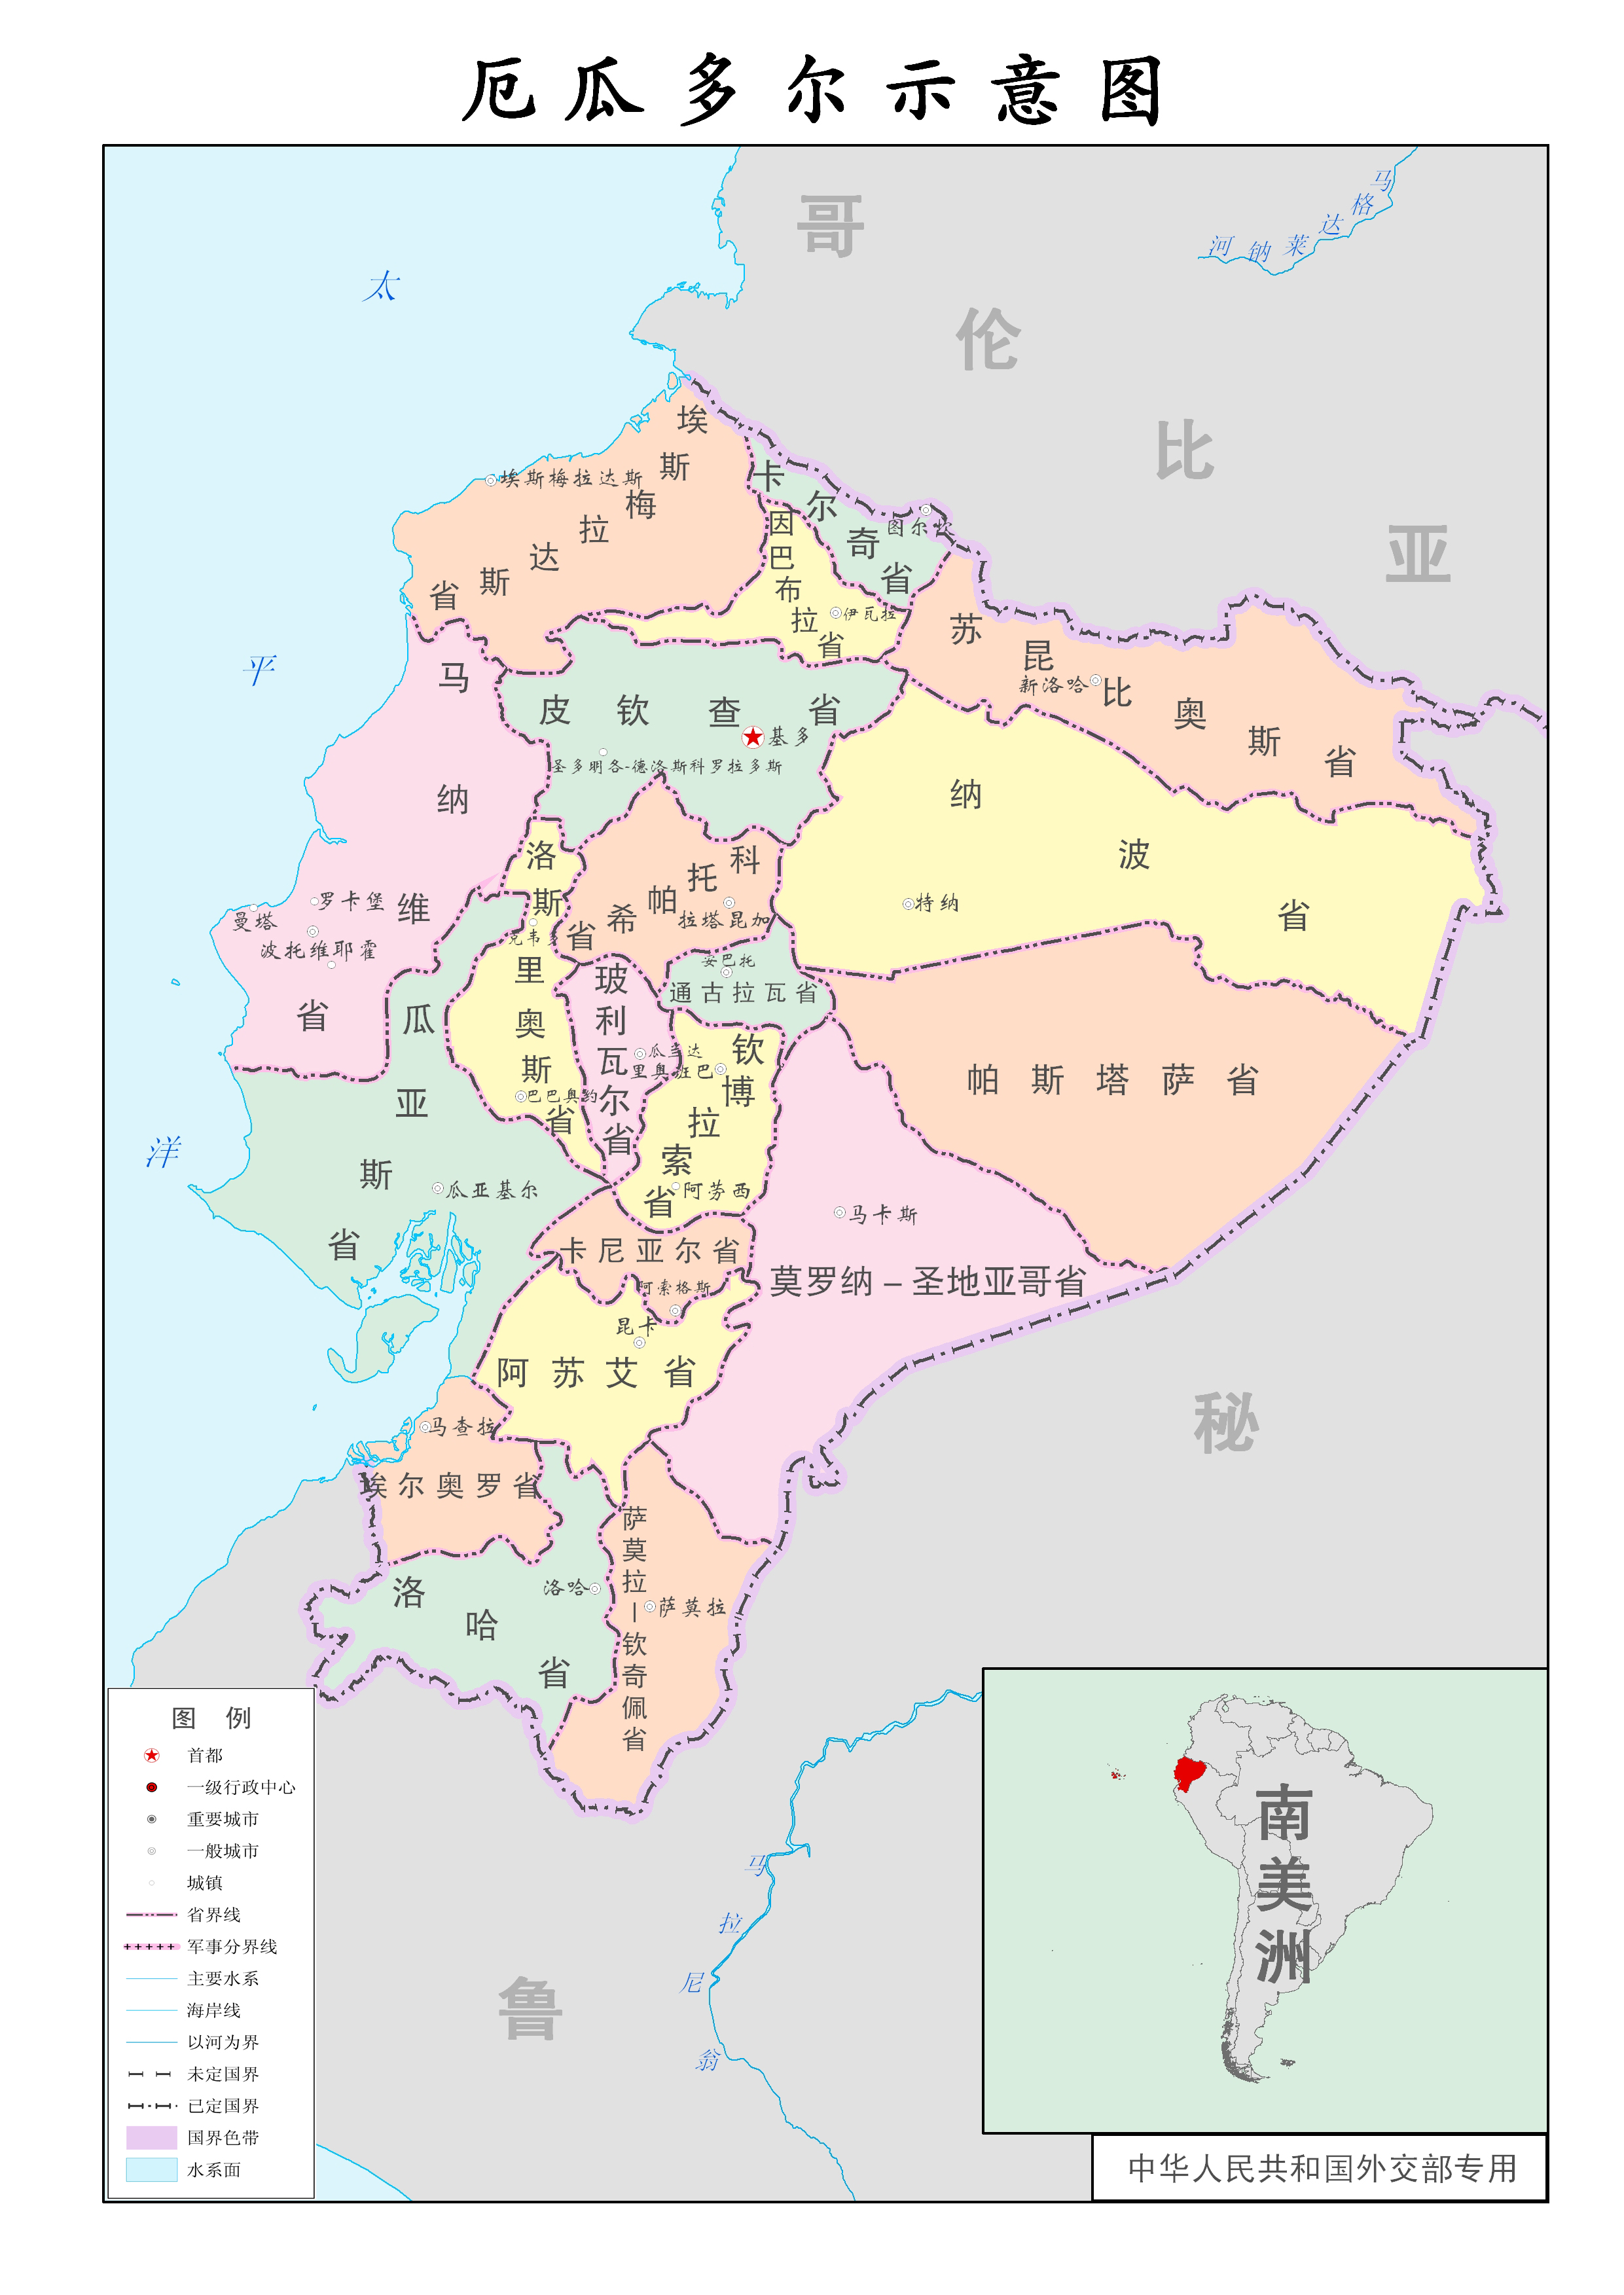 厄瓜多尔示意图
哥伦比亚
马格达莱纳河
太平洋
埃斯梅拉达斯省
埃斯梅拉达斯
卡尔奇省
图尔坎
因巴布拉省
伊瓦拉
苏昆比奥斯省
新洛哈
马纳维省
皮钦查省
基多
圣多明各-德洛斯科罗拉多斯
纳波省
特纳
洛斯里奥斯省
克韦多
巴巴奥约
科托帕希省
拉塔昆加
曼塔
罗卡堡
波托维耶霍
安巴托
通古拉瓦省
玻利瓦尔省
瓜兰达
里奥班巴
钦博拉索省
阿劳西
帕斯塔萨省
瓜亚斯省
瓜亚基尔
马卡斯
莫罗纳－圣地亚哥省
卡尼亚尔省
阿索格斯
昆卡
阿苏艾省
马查拉
埃尔奥罗省
洛哈省
洛哈
萨莫拉－钦奇佩省
萨莫拉
秘鲁
马拉尼翁
图 例
首都
一级行政中心
重要城市
一般城市
城镇
省界线
军事分界线
主要水系
海岸线
以河为界
未定国界
已定国界
国界色带
水系面
南美洲
中华人民共和国外交部专用